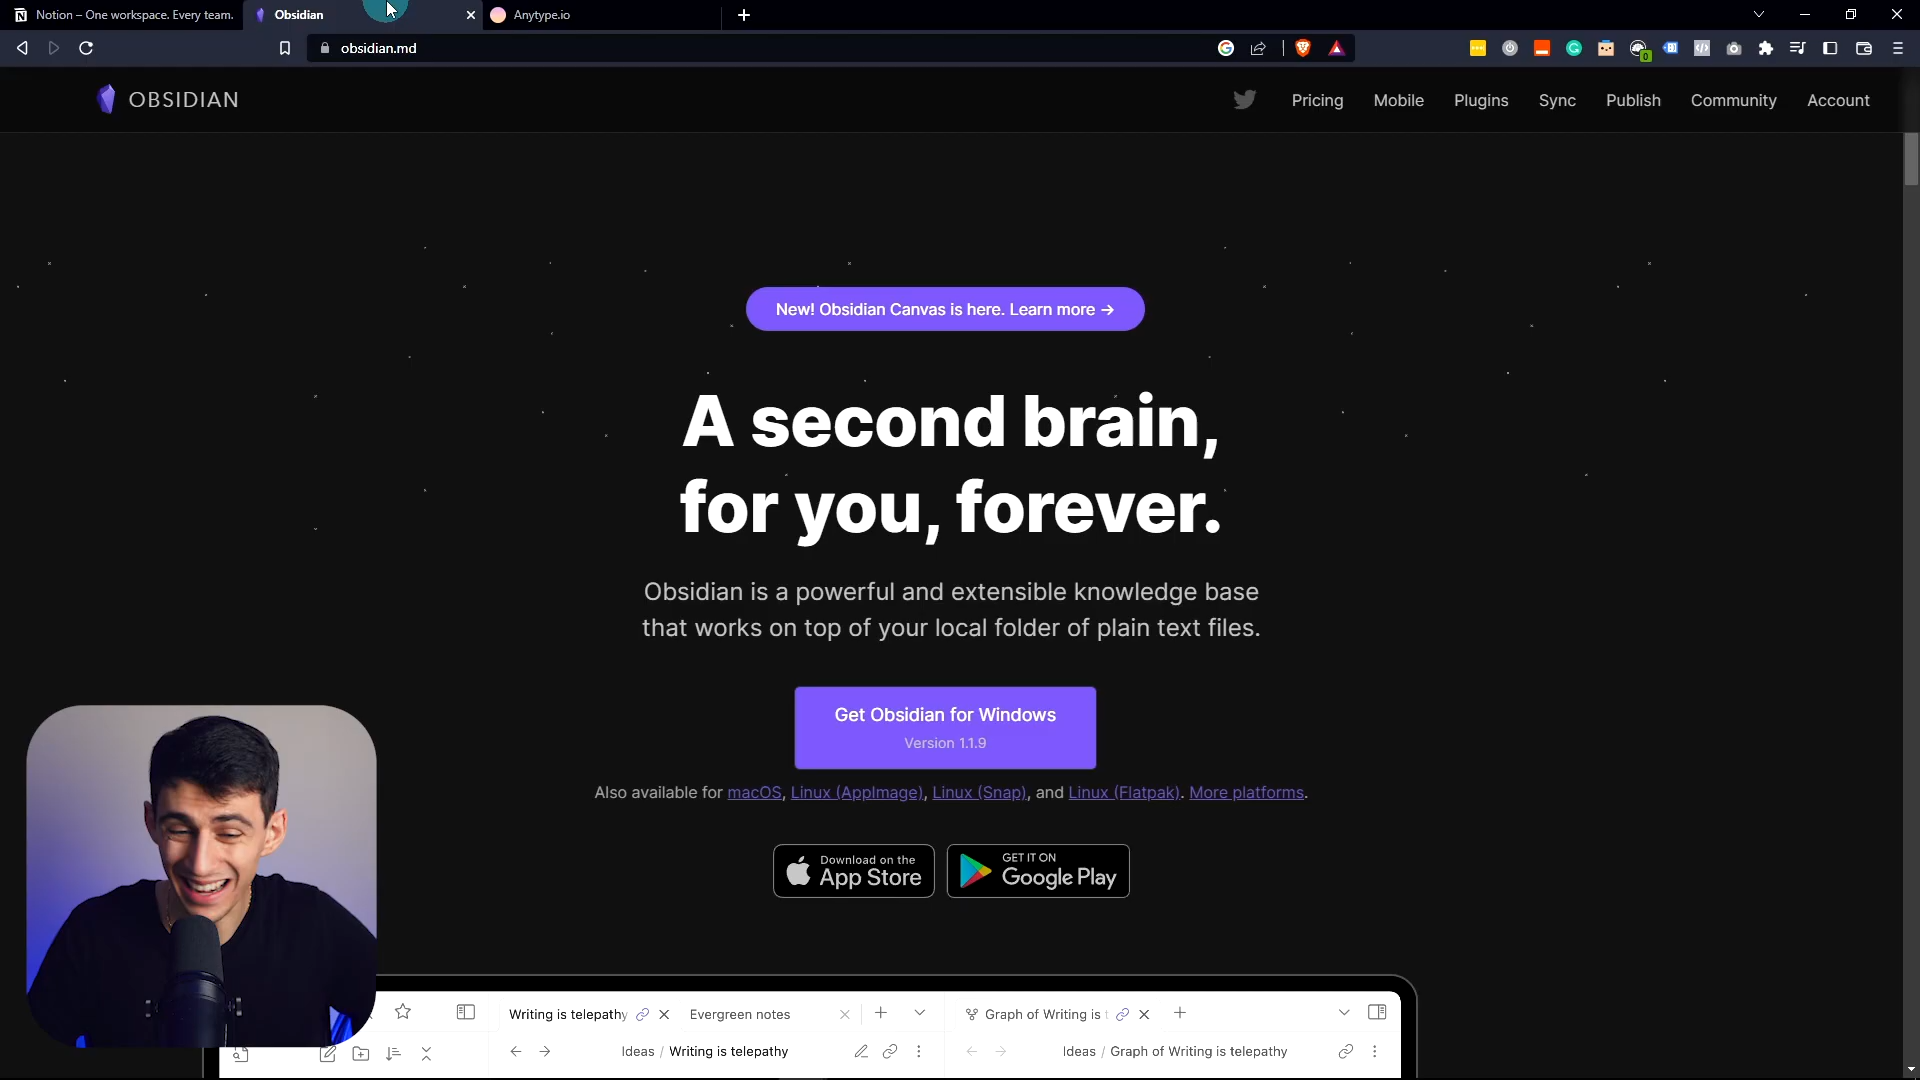 Notion – One workspace. Every team.
Obsidian
Anytype.io
obsidian.md
0
OBSIDIAN
Pricing
Mobile
Plugins
Sync
Publish
Community
Account
New! Obsidian Canvas is here. Learn more →
A second brain,
for you, forever.
Obsidian is a powerful and extensible knowledge base
that works on top of your local folder of plain text files.
Get Obsidian for Windows
Version 1.1.9
Also available for macOS, Linux (AppImage), Linux (Snap), and Linux (Flatpak). More platforms.
Download on the
App Store
GET IT ON
Google Play
Writing is telepathy
Evergreen notes
Graph of Writing is t
Ideas / Writing is telepathy
Ideas / Graph of Writing is telepathy